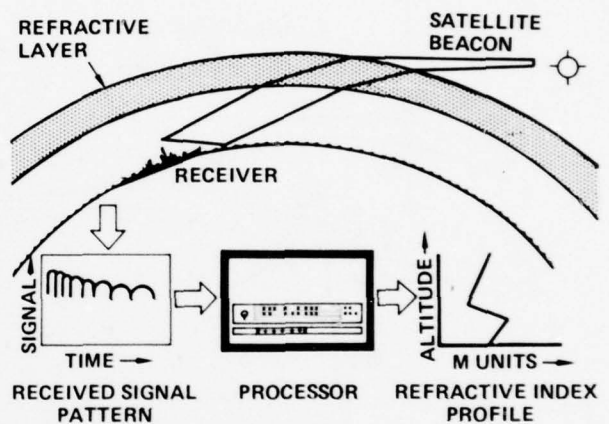 REFRACTIVE
LAYER
SATELLITE
BEACON
RECEIVER
SIGNAL
TIME
RECEIVED SIGNAL
PATTERN
PROCESSOR
ALTITUDE
M UNITS
REFRACTIVE INDEX
PROFILE